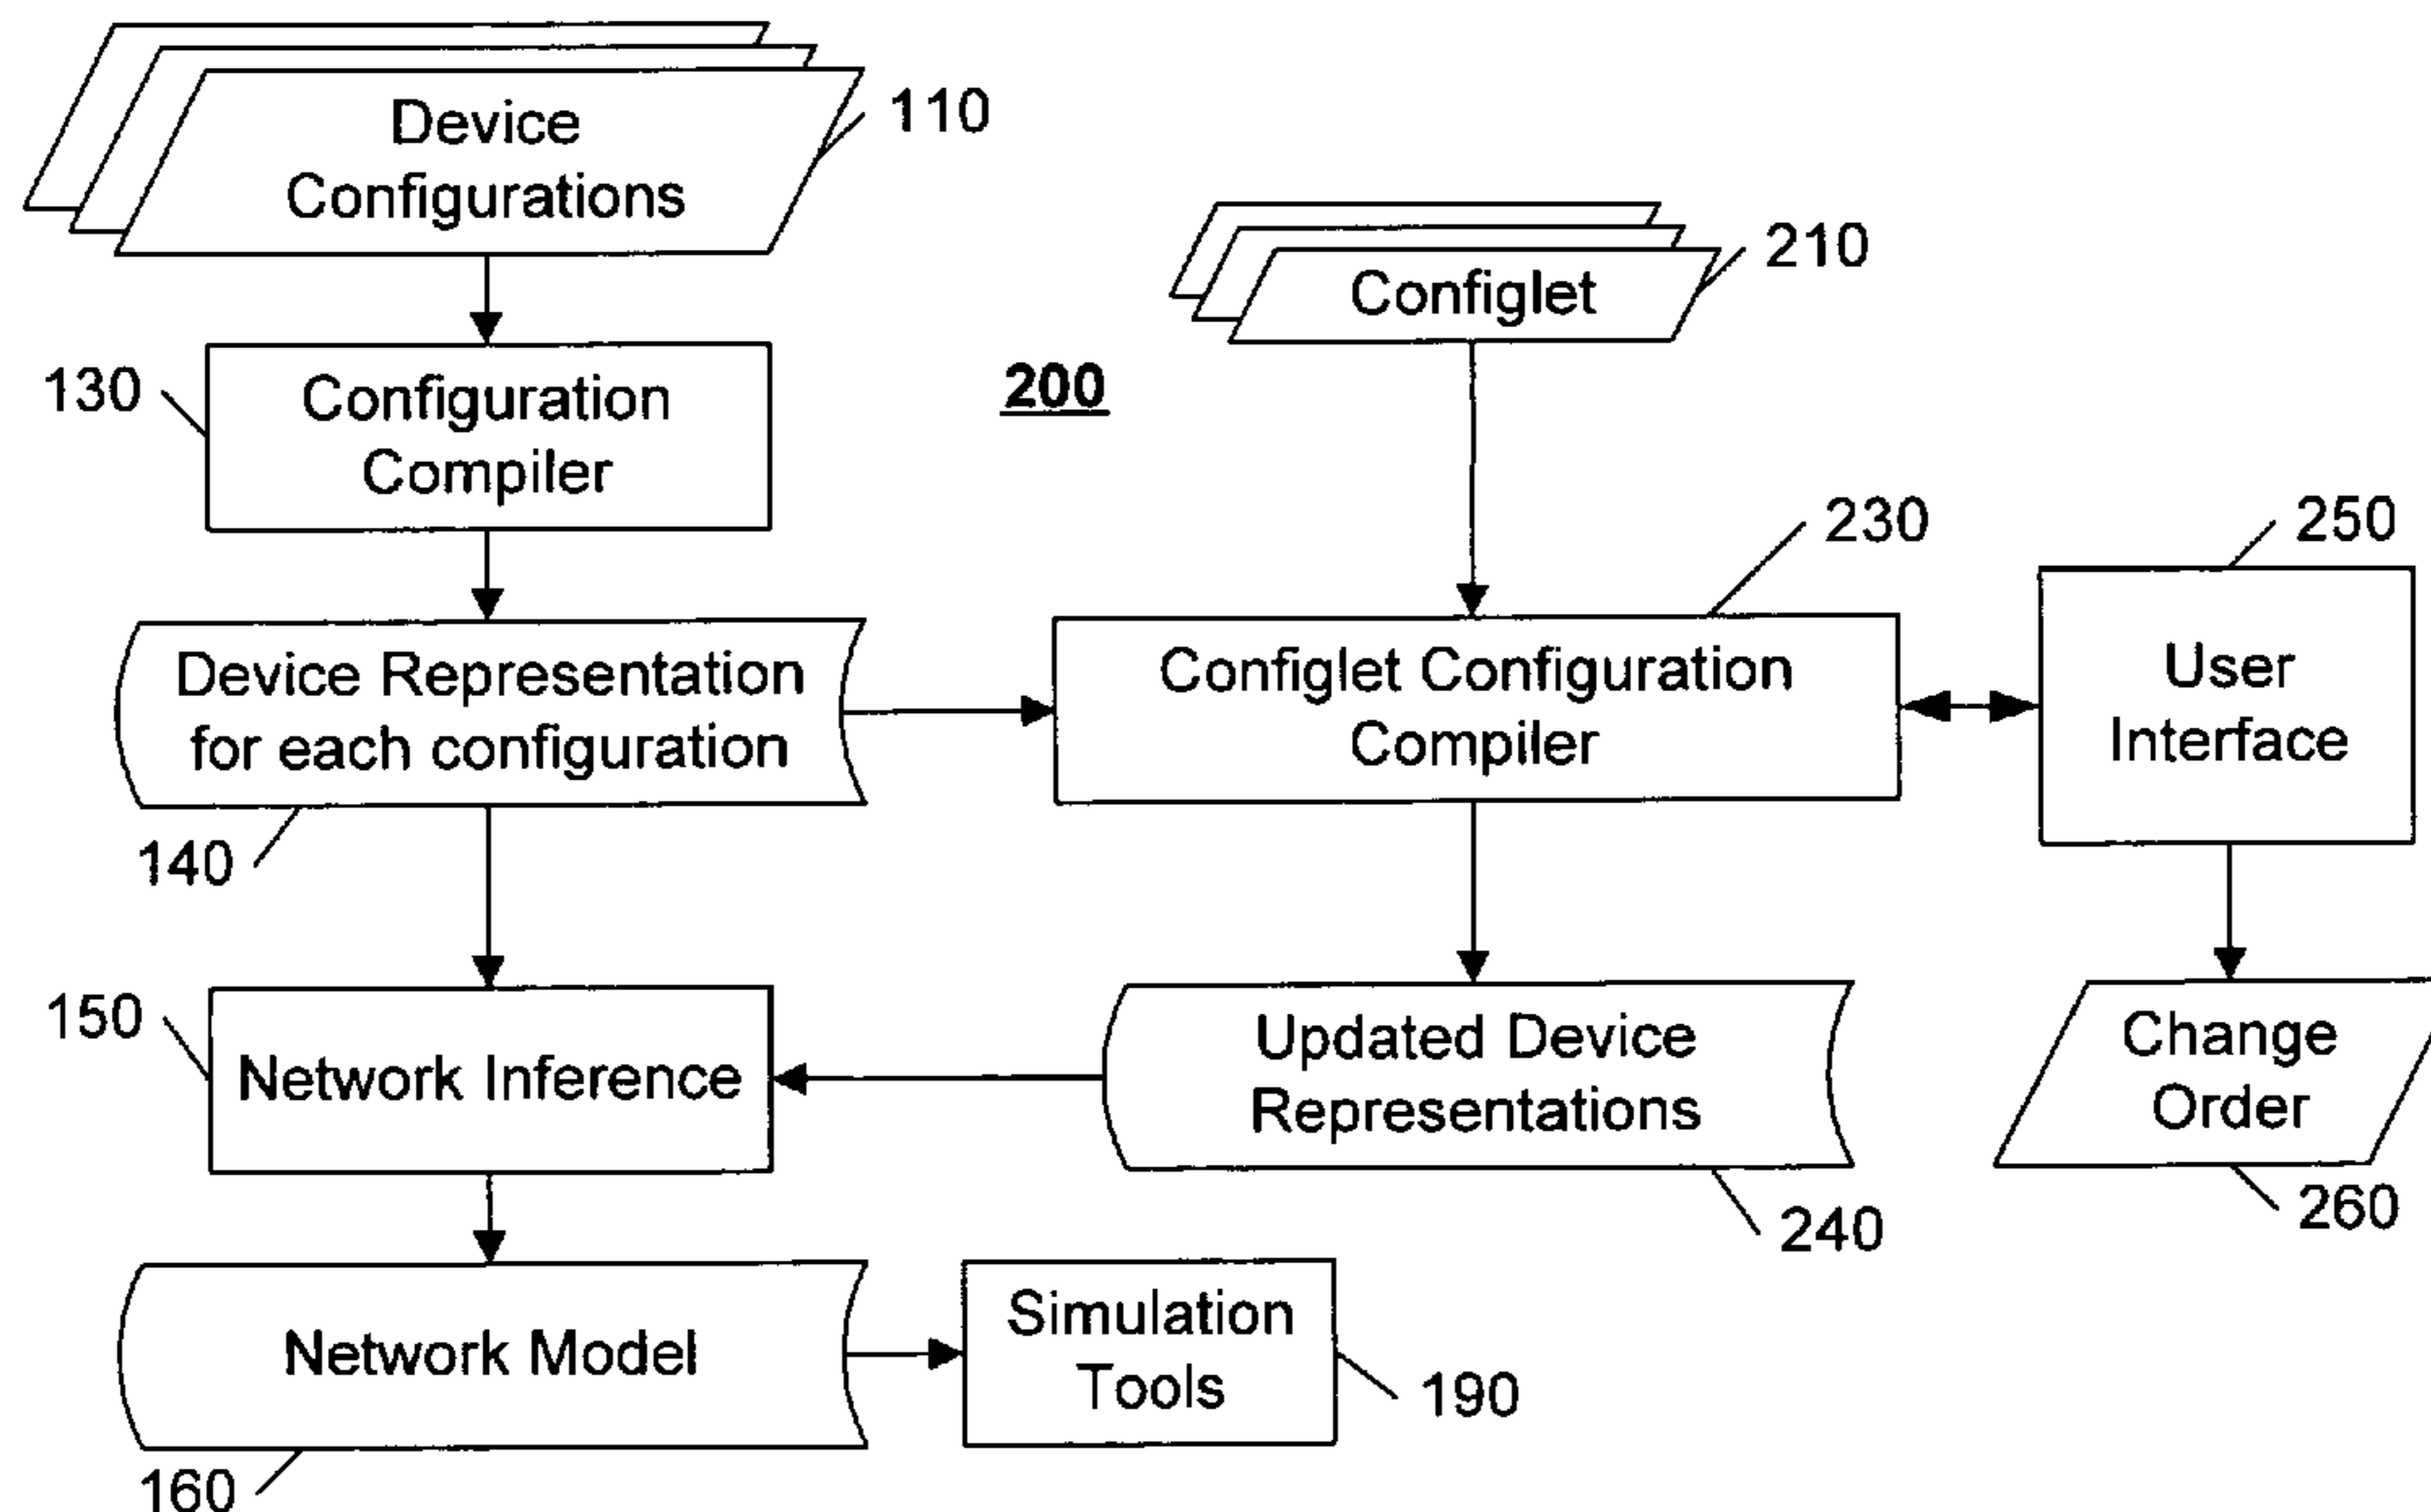 Device
Configurations
110
Configlet
210
130
Configuration
Compiler
200
230
250
Device Representation
for each configuration
140
Configlet Configuration
Compiler
User
Interface
150
Network Inference
Updated Device
Representations
240
Change
Order
260
Network Model
160
Simulation
Tools
190